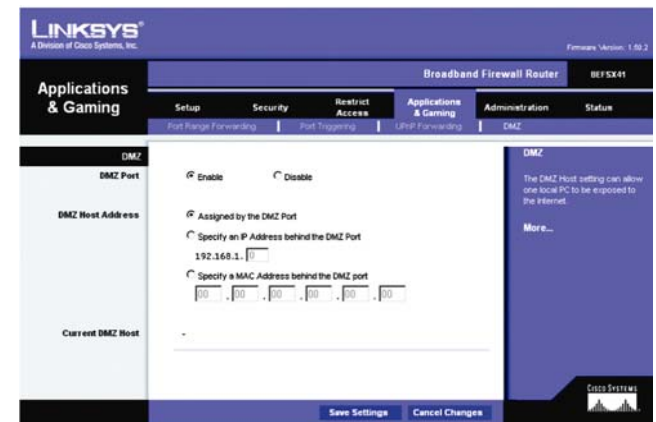 LINKSYS®
A Division of Cisco Systems, Inc.
Firmware Version: 1.50.2
Broadband Firewall Router
BEFSX41
Applications & Gaming
Setup
Security
Restrict Access
Applications & Gaming
Administration
Status
Port Range Forwarding
Port Triggering
UPnP Forwarding
DMZ
DMZ
DMZ Port
Enable
Disable
DMZ Host Address
Assigned by the DMZ Port
Specify an IP Address behind the DMZ Port
192.168.1. 0
Specify a MAC Address behind the DMZ port
00 . 00 . 00 . 00 . 00 . 00
Current DMZ Host
-
DMZ
The DMZ Host setting can allow
one local PC to be exposed to
the Internet.
More...
Save Settings
Cancel Changes
CISCO SYSTEMS